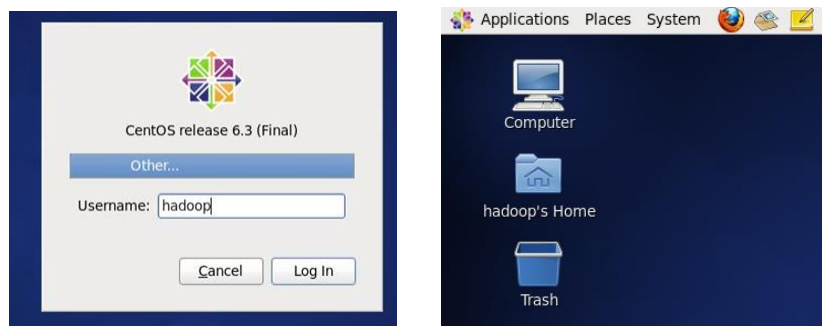 CentOS release 6.3 (Final)
Other...
Username: hadoop
Cancel Log In
Applications Places System
Computer
hadoop's Home
Trash